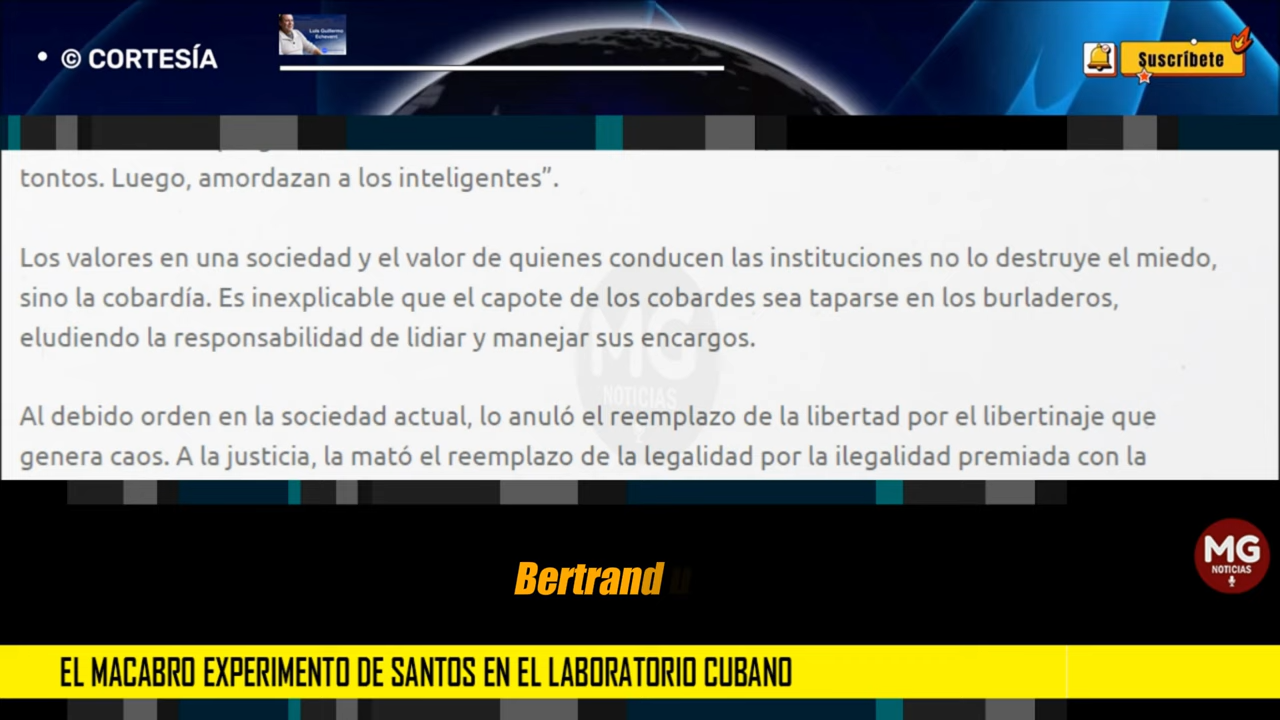 • © CORTESÍA
Luis Guillermo
Echeverri
Suscríbete
tontos. Luego, amordazan a los inteligentes”.
Los valores en una sociedad y el valor de quienes conducen las instituciones no lo destruye el miedo,
sino la cobardía. Es inexplicable que el capote de los cobardes sea taparse en los burladeros,
eludiendo la responsabilidad de lidiar y manejar sus encargos.
MG
NOTICIAS
Al debido orden en la sociedad actual, lo anuló el reemplazo de la libertad por el libertinaje que
genera caos. A la justicia, la mató el reemplazo de la legalidad por la ilegalidad premiada con la
Bertrand
MG
NOTICIAS
EL MACABRO EXPERIMENTO DE SANTOS EN EL LABORATORIO CUBANO